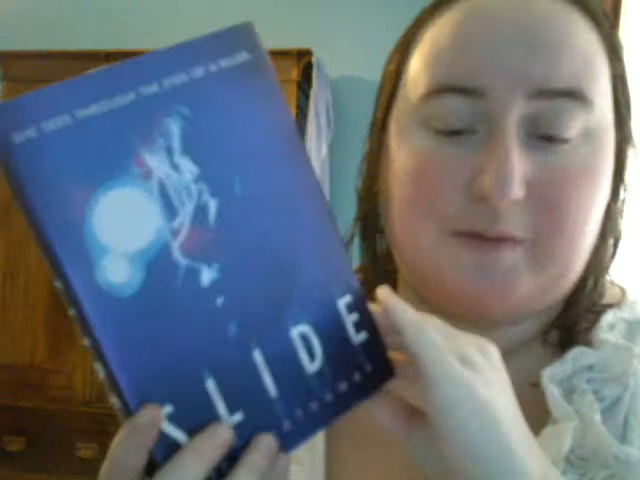 SHE SEES THROUGH THE EYES OF A KILLER.
SLIDE